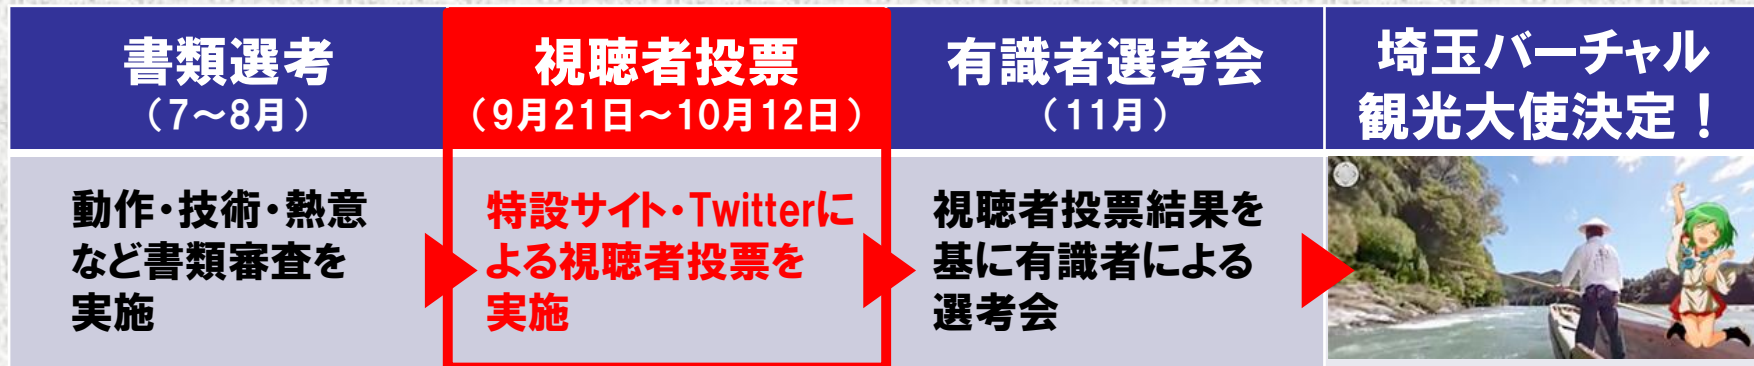 書類選考
（7～8月）
動作・技術・熱意
など書類審査を
実施
視聴者投票
（9月21日～10月12日）
特設サイト・Twitterに
よる視聴者投票を
実施
有識者選考会
（11月）
視聴者投票結果を
基に有識者による
選考会
埼玉バーチャル
観光大使決定！